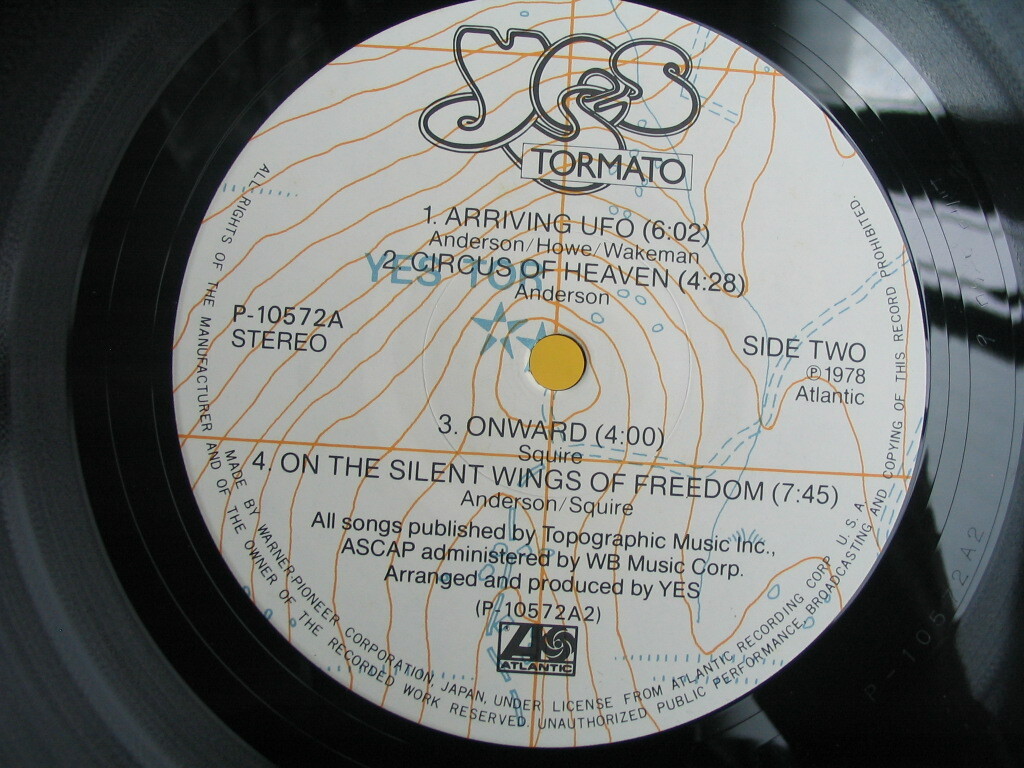 YES
TORMATO
1. ARRIVING UFO (6:02)
Anderson/Howe/Wakeman
YES TOR
2. CIRCUS OF HEAVEN (4:28)
Anderson
P-10572A
STEREO
SIDE TWO
Ⓟ1978
Atlantic
3. ONWARD (4:00)
Squire
4. ON THE SILENT WINGS OF FREEDOM (7:45)
Anderson/Squire
All songs published by Topographic Music Inc.,
ASCAP administered by WB Music Corp.
Arranged and produced by YES
(P-10572A2)
ATLANTIC
MADE BY WARNER-PIONEER CORPORATION, JAPAN, UNDER LICENSE FROM ATLANTIC RECORDING CORP U.S.A
ALL RIGHTS OF THE MANUFACTURER AND OF THE OWNER OF THE RECORDED WORK RESERVED UNAUTHORIZED PUBLIC PERFORMANCE, BROADCASTING AND COPYING OF THIS RECORD PROHIBITED.
P-10572A2